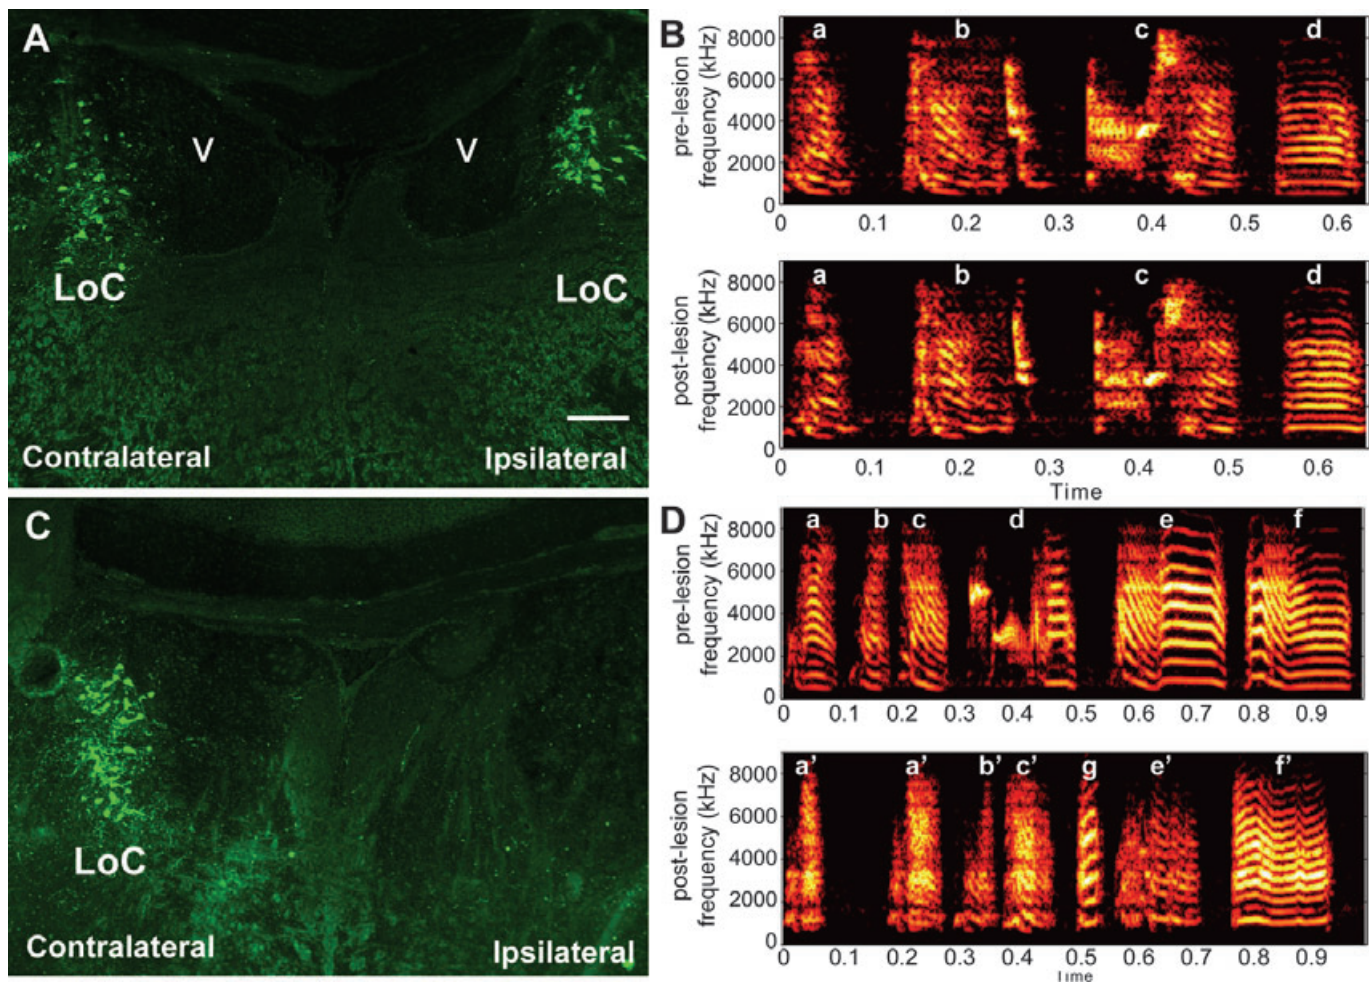 A
V
V
LoC
LoC
Contralateral
Ipsilateral
B
a b c d
pre-lesion
frequency (kHz)
8000
6000
4000
2000
0
0 0.1 0.2 0.3 0.4 0.5 0.6
a b c d
post-lesion
frequency (kHz)
8000
6000
4000
2000
0
0 0.1 0.2 0.3 0.4 0.5 0.6
Time
C
LoC
Contralateral
Ipsilateral
D
a b c d e f
pre-lesion
frequency (kHz)
8000
6000
4000
2000
0
0 0.1 0.2 0.3 0.4 0.5 0.6 0.7 0.8 0.9
a’ a’ b’ c’ g e’ f’
post-lesion
frequency (kHz)
8000
6000
4000
2000
0
0 0.1 0.2 0.3 0.4 0.5 0.6 0.7 0.8 0.9
Time